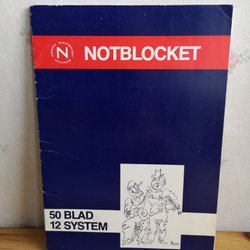 N
NOTBLOCKET
50 BLAD
12 SYSTEM